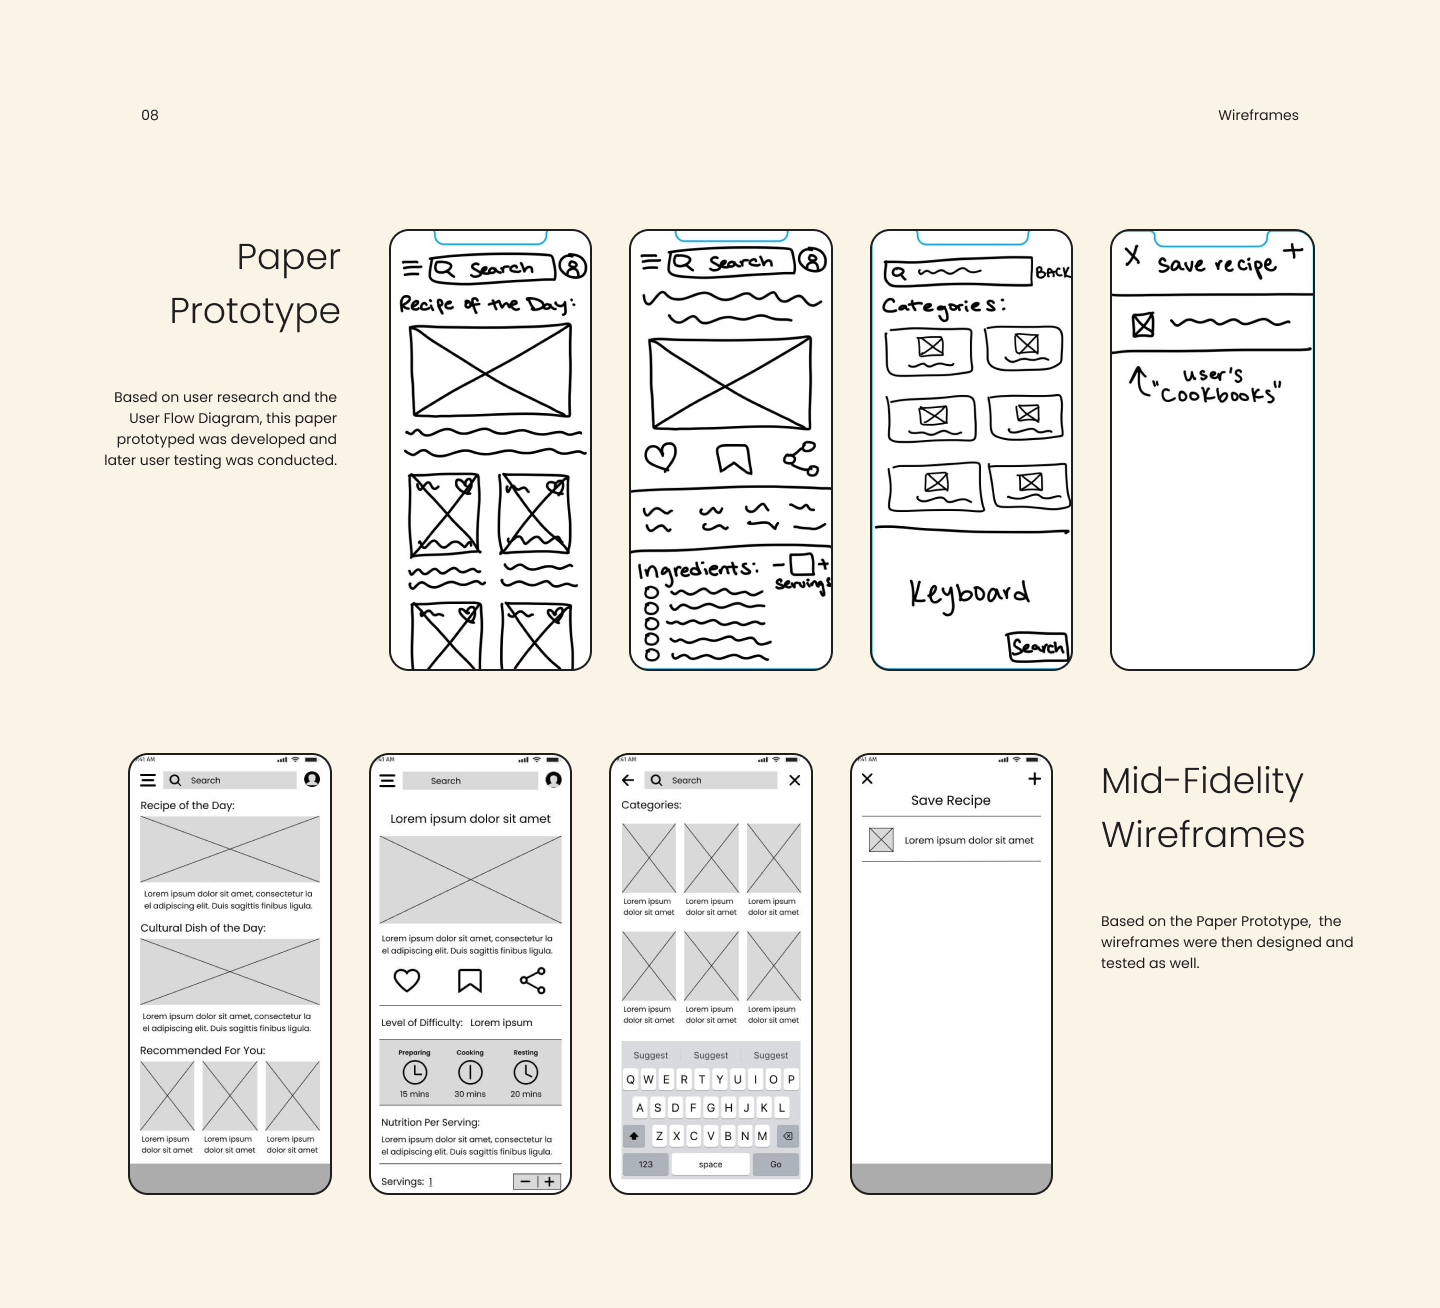 08
Wireframes
Paper
Prototype
Based on user research and the
User Flow Diagram, this paper
prototyped was developed and
later user testing was conducted.
Search
Recipe of the Day:
Search
Ingredients:
- +
Servings
BACK
Categories:
Keyboard
Search
X
save recipe
+
user's
"Cookbooks"
9:41 AM
Search
Recipe of the Day:
Lorem ipsum dolor sit amet, consectetur la
el adipiscing elit. Duis sagittis finibus ligula.
Cultural Dish of the Day:
Lorem ipsum dolor sit amet, consectetur la
el adipiscing elit. Duis sagittis finibus ligula.
Recommended For You:
Lorem ipsum Lorem ipsum Lorem ipsum
dolor sit amet dolor sit amet dolor sit amet
9:41 AM
Search
Lorem ipsum dolor sit amet
Lorem ipsum dolor sit amet, consectetur la
el adipiscing elit. Duis sagittis finibus ligula.
Level of Difficulty: Lorem ipsum
Preparing Cooking Resting
15 mins 30 mins 20 mins
Nutrition Per Serving:
Lorem ipsum dolor sit amet, consectetur la
el adipiscing elit. Duis sagittis finibus ligula.
Servings: 1
9:41 AM
Search
Categories:
Lorem ipsum Lorem ipsum Lorem ipsum
dolor sit amet dolor sit amet dolor sit amet
Lorem ipsum Lorem ipsum Lorem ipsum
dolor sit amet dolor sit amet dolor sit amet
Suggest Suggest Suggest
Q W E R T Y U I O P
A S D F G H J K L
Z X C V B N M
123 space Go
9:41 AM
Save Recipe
Lorem ipsum dolor sit amet
Mid-Fidelity
Wireframes
Based on the Paper Prototype, the
wireframes were then designed and
tested as well.